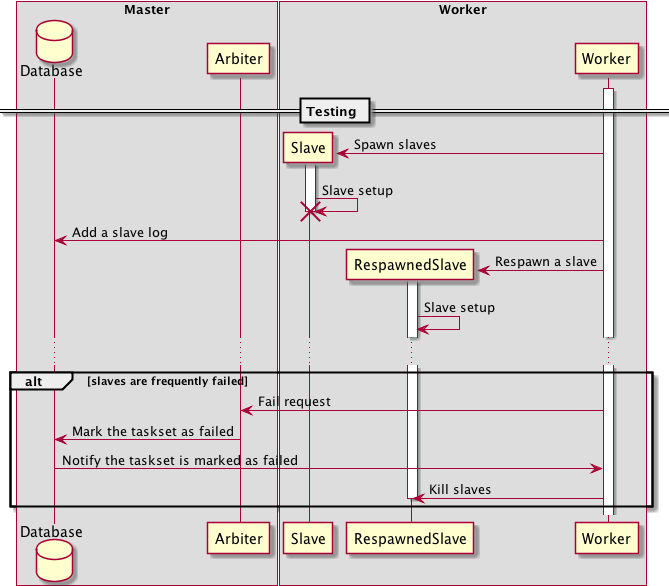 Master
Worker
Database
Arbiter
Worker
Testing
Slave
Spawn slaves
Slave setup
Add a slave log
RespawnedSlave
Respawn a slave
Slave setup
alt
[slaves are frequently failed]
Fail request
Mark the taskset as failed
Notify the taskset is marked as failed
Kill slaves
Database
Arbiter
Slave
RespawnedSlave
Worker